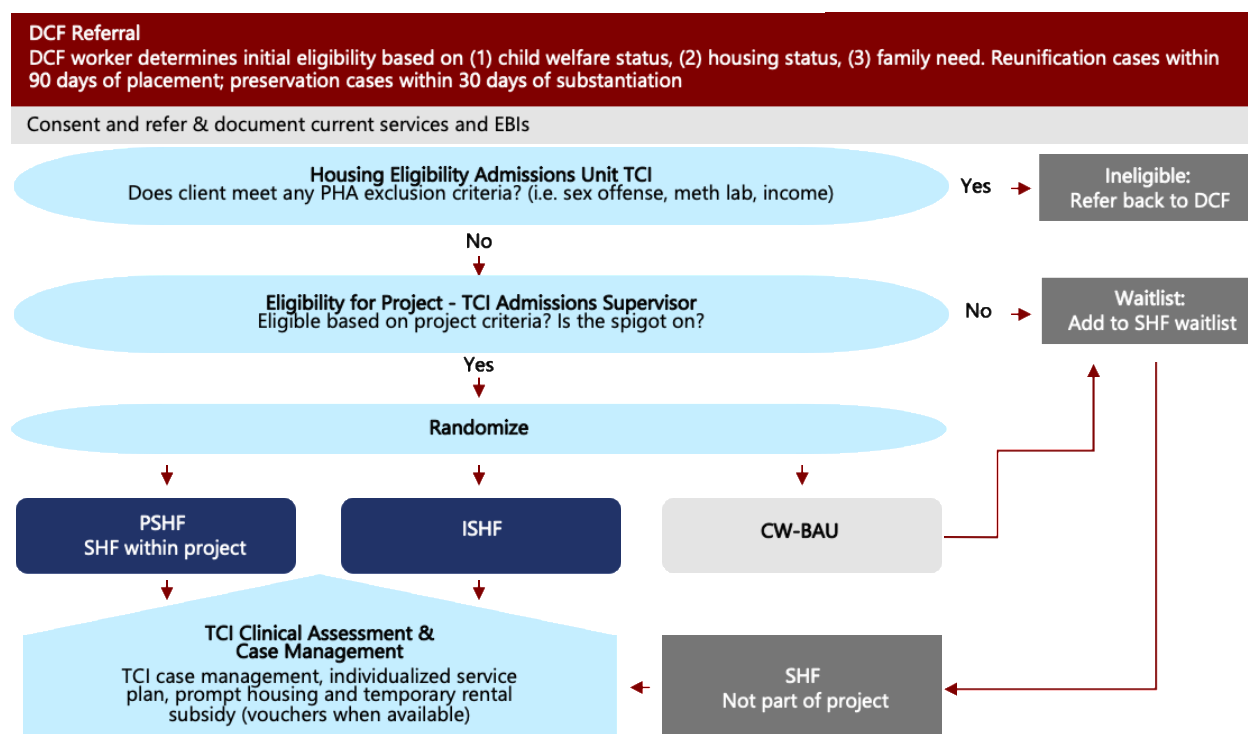 DCF Referral
DCF worker determines initial eligibility based on (1) child welfare status, (2) housing status, (3) family need. Reunification cases within
90 days of placement; preservation cases within 30 days of substantiation
Consent and refer & document current services and EBIs
Housing Eligibility Admissions Unit TCI
Does client meet any PHA exclusion criteria? (i.e. sex offense, meth lab, income)
Yes
Ineligible:
Refer back to DCF
No
Eligibility for Project - TCI Admissions Supervisor
Eligible based on project criteria? Is the spigot on?
No
Waitlist:
Add to SHF waitlist
Yes
Randomize
PSHF
SHF within project
ISHF
CW-BAU
TCI Clinical Assessment &
Case Management
TCI case management, individualized service
plan, prompt housing and temporary rental
subsidy (vouchers when available)
SHF
Not part of project